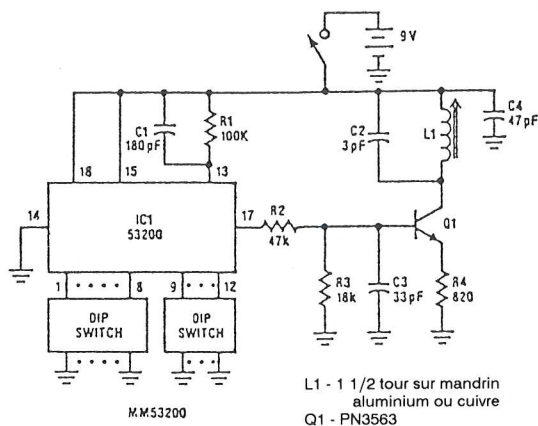 9V
C1
180pF
R1
100K
C2
3pF
L1
C4
47pF
18
15
13
14
IC1
53200
17
R2
47k
Q1
1
8
9
12
R3
18k
C3
33pF
R4
820
DIP
SWITCH
DIP
SWITCH
MM53200
L1 - 1 1/2 tour sur mandrin
aluminium ou cuivre
Q1 - PN3563